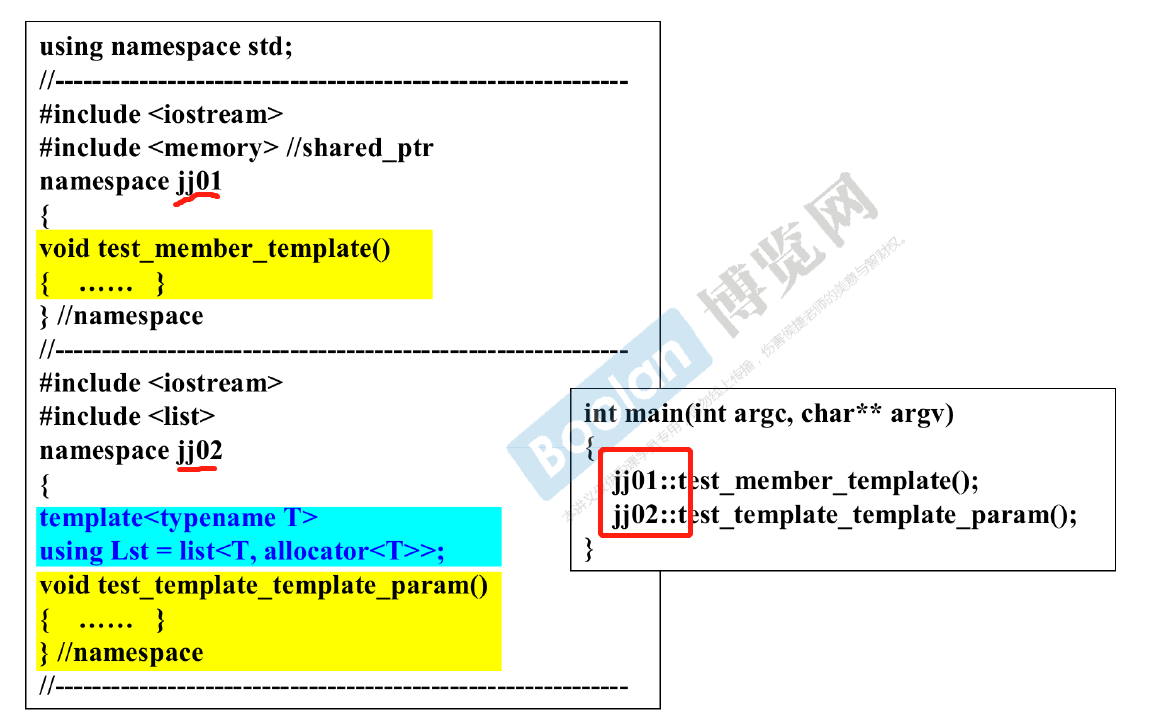 using namespace std;
//----------------------------------------------------------------
#include <iostream>
#include <memory> //shared_ptr
namespace jj01
{
void test_member_template()
{ …… }
} //namespace
//----------------------------------------------------------------
#include <iostream>
#include <list>
namespace jj02
{
template<typename T>
using Lst = list<T, allocator<T>>;
void test_template_template_param()
{ …… }
} //namespace
//----------------------------------------------------------------
int main(int argc, char** argv)
{
jj01::test_member_template();
jj02::test_template_template_param();
}
Boolan 博览网